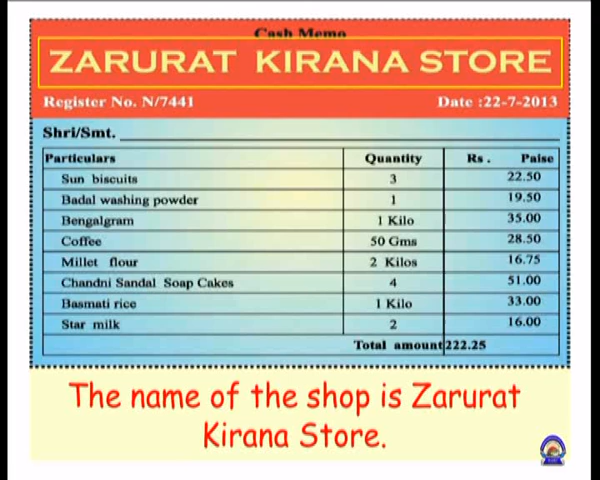 Cash Memo
ZARURAT KIRANA STORE
Register No. N/7441 Date :22-7-2013
Shri/Smt.
Particulars Quantity Rs. Paise
Sun biscuits 3 22.50
Badal washing powder 1 19.50
Bengalgram 1 Kilo 35.00
Coffee 50 Gms 28.50
Millet flour 2 Kilos 16.75
Chandni Sandal Soap Cakes 4 51.00
Basmati rice 1 Kilo 33.00
Star milk 2 16.00
Total amount 222.25
The name of the shop is Zarurat
Kirana Store.